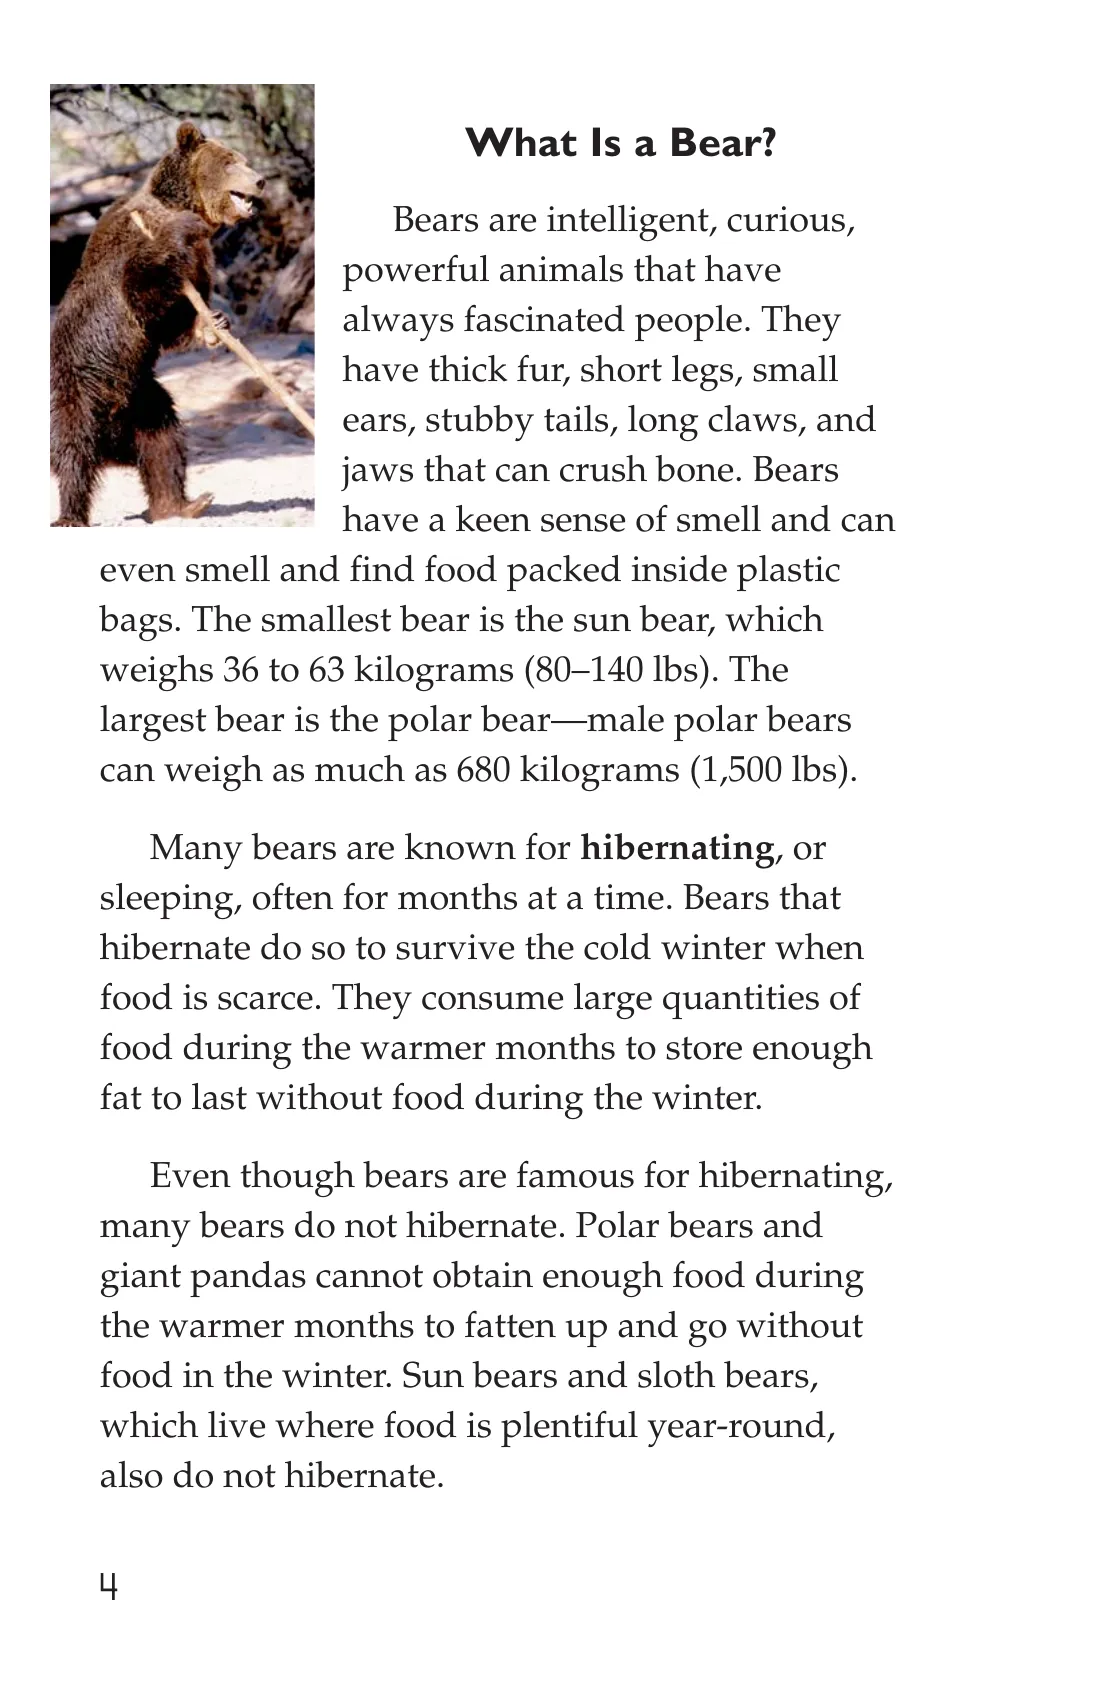 What Is a Bear?
Bears are intelligent, curious,
powerful animals that have
always fascinated people. They
have thick fur, short legs, small
ears, stubby tails, long claws, and
jaws that can crush bone. Bears
have a keen sense of smell and can
even smell and find food packed inside plastic
bags. The smallest bear is the sun bear, which
weighs 36 to 63 kilograms (80–140 lbs). The
largest bear is the polar bear—male polar bears
can weigh as much as 680 kilograms (1,500 lbs).
Many bears are known for hibernating, or
sleeping, often for months at a time. Bears that
hibernate do so to survive the cold winter when
food is scarce. They consume large quantities of
food during the warmer months to store enough
fat to last without food during the winter.
Even though bears are famous for hibernating,
many bears do not hibernate. Polar bears and
giant pandas cannot obtain enough food during
the warmer months to fatten up and go without
food in the winter. Sun bears and sloth bears,
which live where food is plentiful year-round,
also do not hibernate.
4